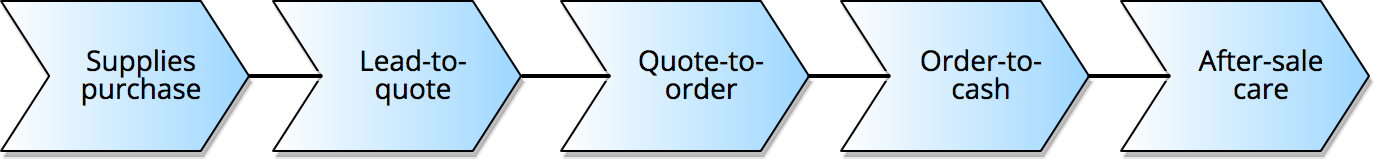 Supplies
purchase
Lead-to-
quote
Quote-to-
order
Order-to-
cash
After-sale
care